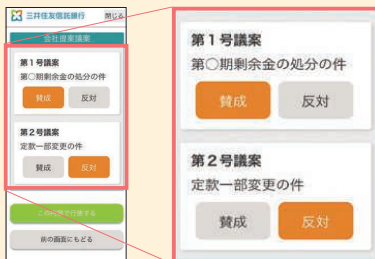 三井住友信託銀行 閉じる
会社提案議案
第1号議案
第○期剰余金の処分の件
賛成 反対
第2号議案
定款一部変更の件
賛成 反対
この内容で行使する
前の画面にもどる
第1号議案
第○期剰余金の処分の件
賛成 反対
第2号議案
定款一部変更の件
賛成 反対